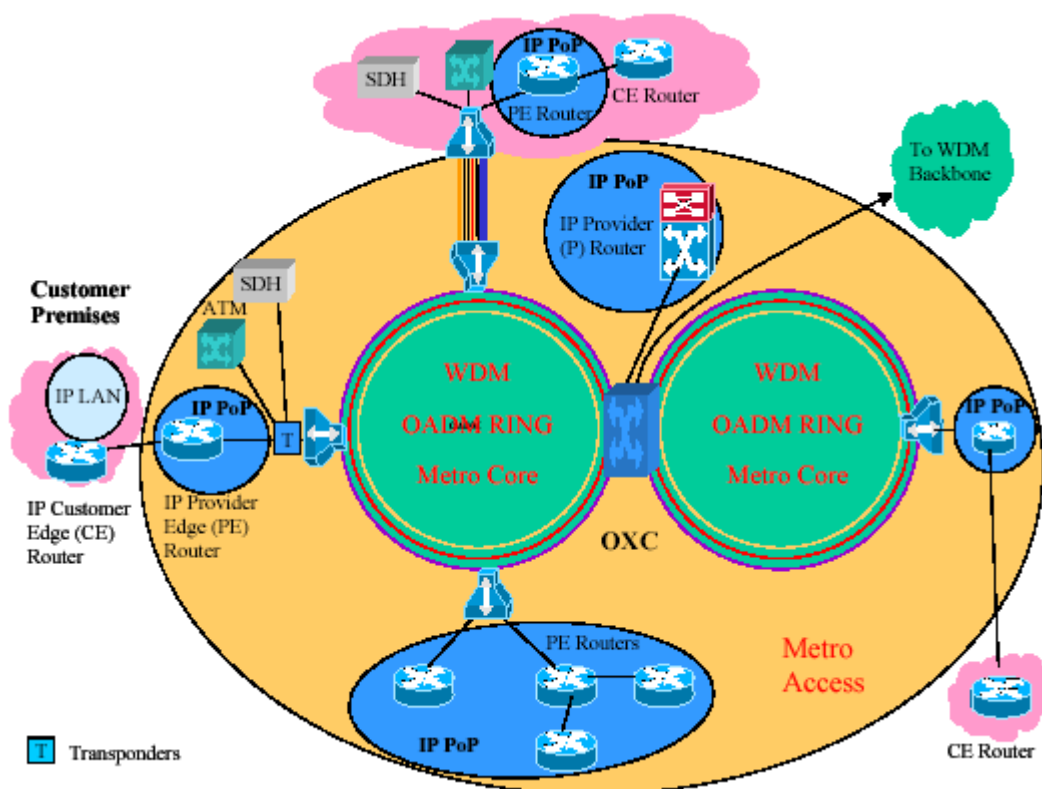 IP PoP
SDH
PE Router
CE Router
To WDM
Backbone
IP PoP
IP Provider
(P) Router
Customer
Premises
SDH
ATM
IP LAN
IP PoP
T
WDM
OADM RING
Metro Core
WDM
OADM RING
Metro Core
IP PoP
IP Customer
Edge (CE)
Router
IP Provider
Edge (PE)
Router
OXC
PE Routers
IP PoP
Metro
Access
CE Router
T Transponders